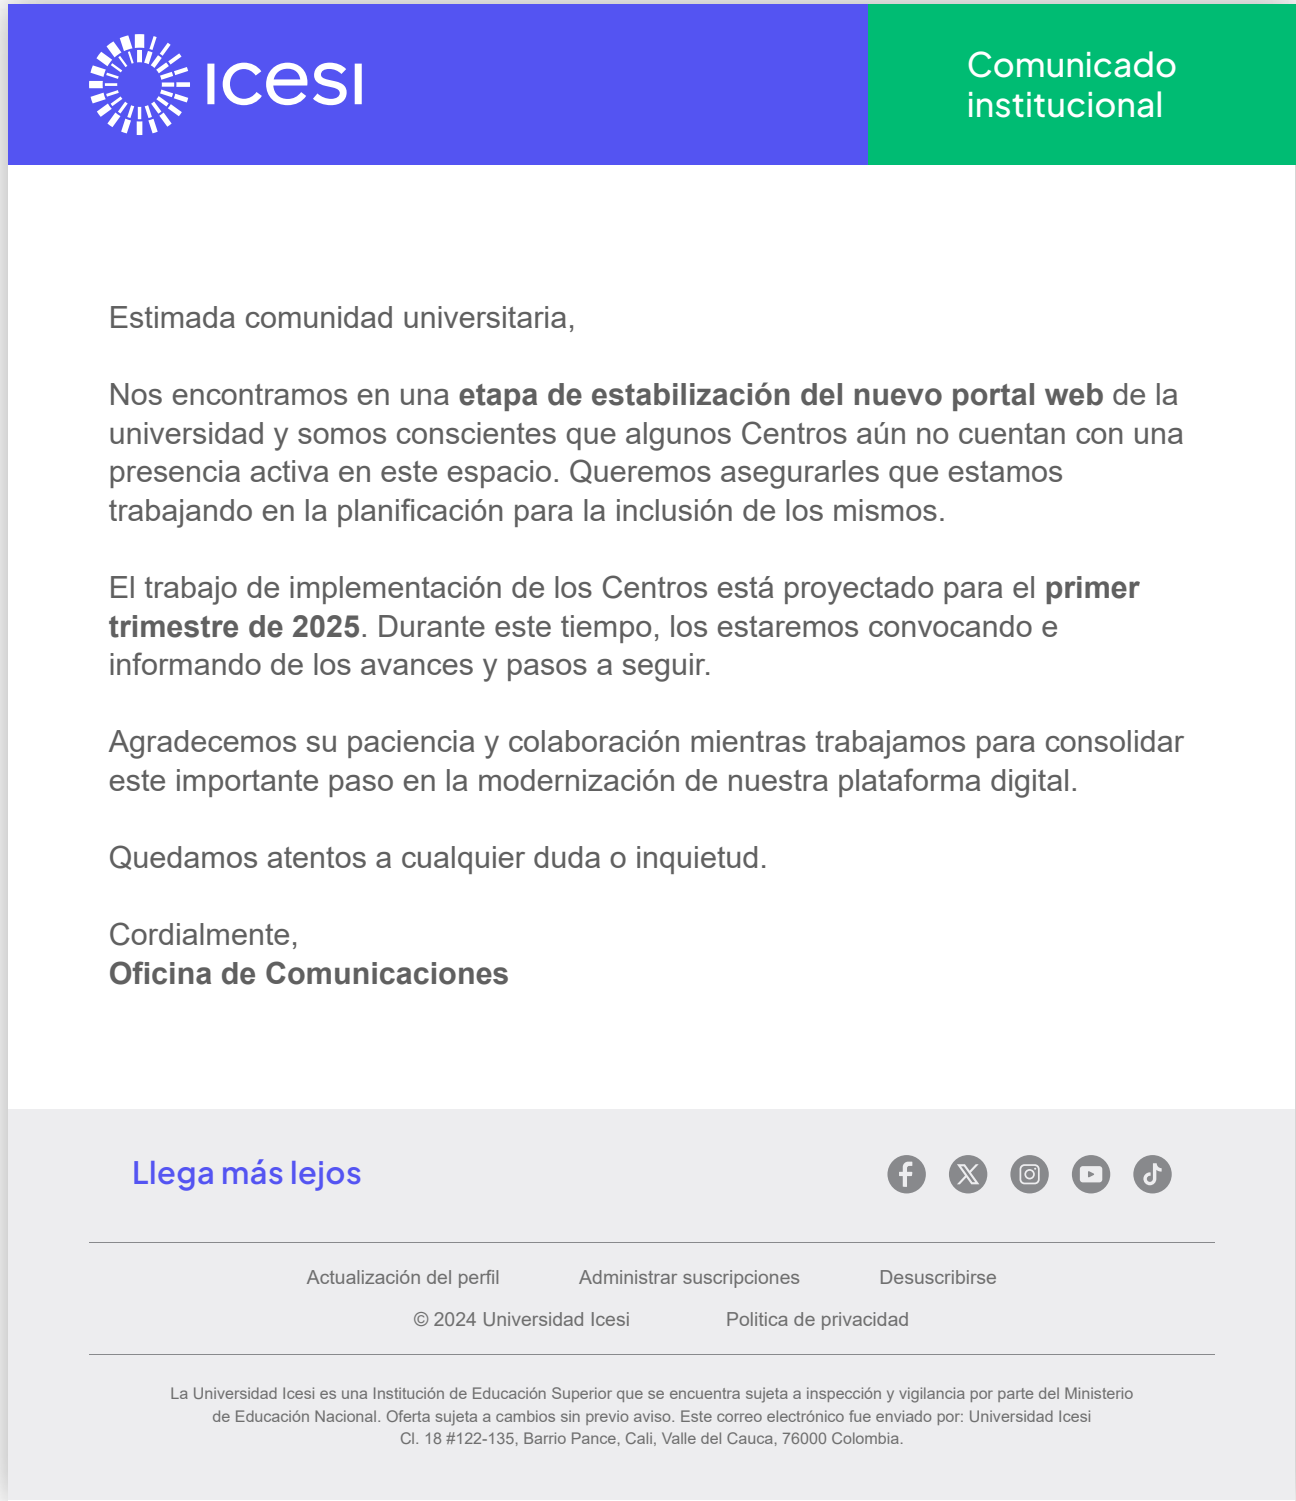 ICESI
Comunicado
institucional
Estimada comunidad universitaria,
Nos encontramos en una etapa de estabilización del nuevo portal web de la
universidad y somos conscientes que algunos Centros aún no cuentan con una
presencia activa en este espacio. Queremos asegurarles que estamos
trabajando en la planificación para la inclusión de los mismos.
El trabajo de implementación de los Centros está proyectado para el primer
trimestre de 2025. Durante este tiempo, los estaremos convocando e
informando de los avances y pasos a seguir.
Agradecemos su paciencia y colaboración mientras trabajamos para consolidar
este importante paso en la modernización de nuestra plataforma digital.
Quedamos atentos a cualquier duda o inquietud.
Cordialmente,
Oficina de Comunicaciones
Llega más lejos
Actualización del perfil Administrar suscripciones Desuscribirse
© 2024 Universidad Icesi Politica de privacidad
La Universidad Icesi es una Institución de Educación Superior que se encuentra sujeta a inspección y vigilancia por parte del Ministerio
de Educación Nacional. Oferta sujeta a cambios sin previo aviso. Este correo electrónico fue enviado por: Universidad Icesi
Cl. 18 #122-135, Barrio Pance, Cali, Valle del Cauca, 76000 Colombia.